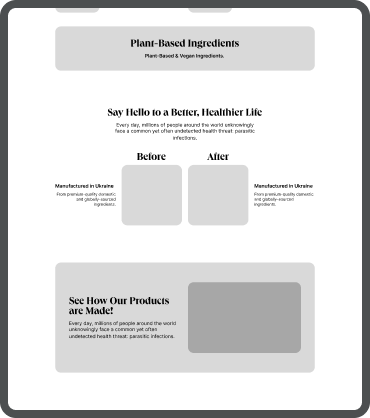 Plant-Based Ingredients
Plant-Based & Vegan Ingredients.
Say Hello to a Better, Healthier Life
Every day, millions of people around the world unknowingly
face a common yet often undetected health threat: parasitic
infections.
Before
After
Manufactured in Ukraine
From premium-quality domestic
and globally-sourced
ingredients.
Manufactured in Ukraine
From premium-quality domestic
and globally-sourced
ingredients.
See How Our Products
are Made!
Every day, millions of people around the world
unknowingly face a common yet often
undetected health threat: parasitic infections.